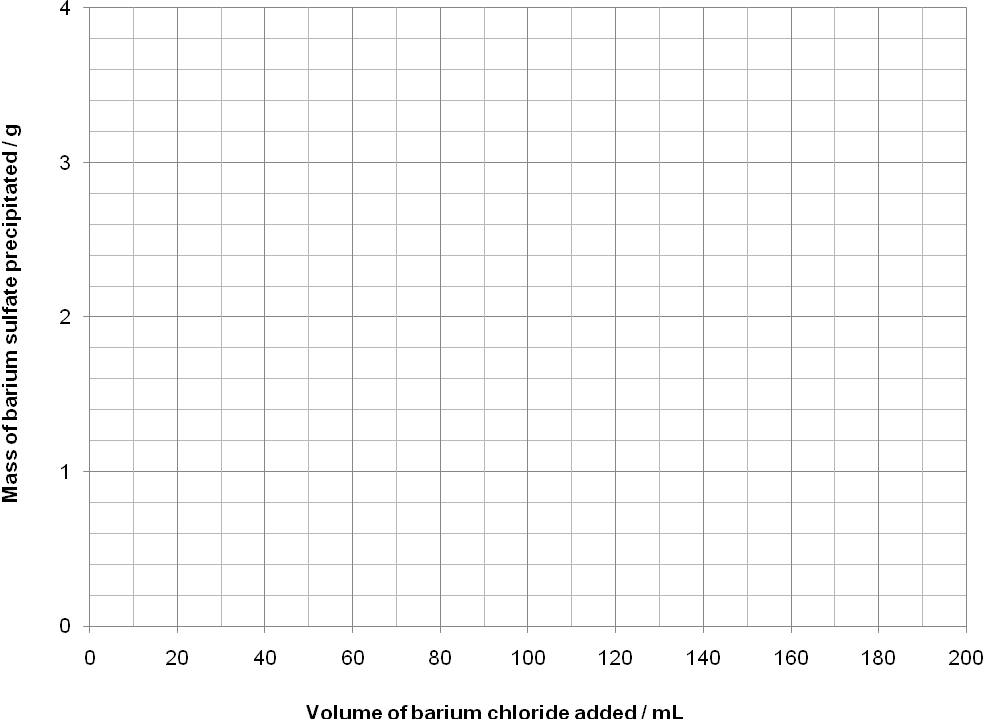 4
3
2
1
0
Mass of barium sulfate precipitated / g
0 20 40 60 80 100 120 140 160 180 200
Volume of barium chloride added / mL